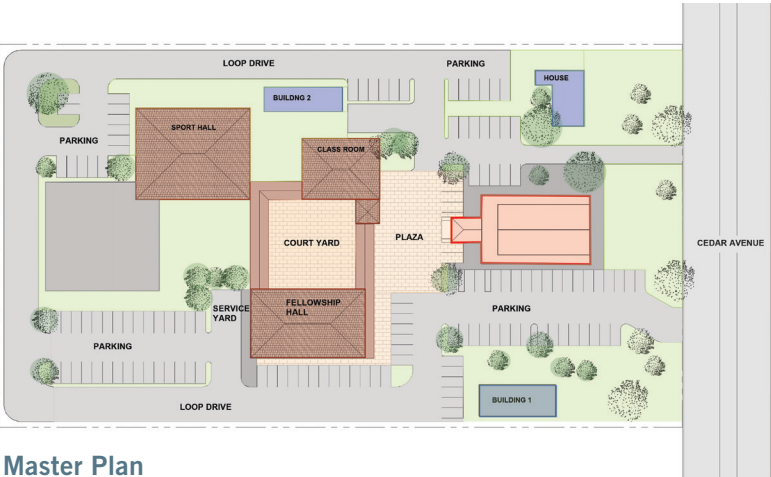 LOOP DRIVE
PARKING
HOUSE
BUILDNG 2
SPORT HALL
PARKING
CLASS ROOM
COURT YARD
PLAZA
CEDAR AVENUE
FELLOWSHIP
HALL
SERVICE
YARD
PARKING
PARKING
BUILDING 1
LOOP DRIVE
Master Plan